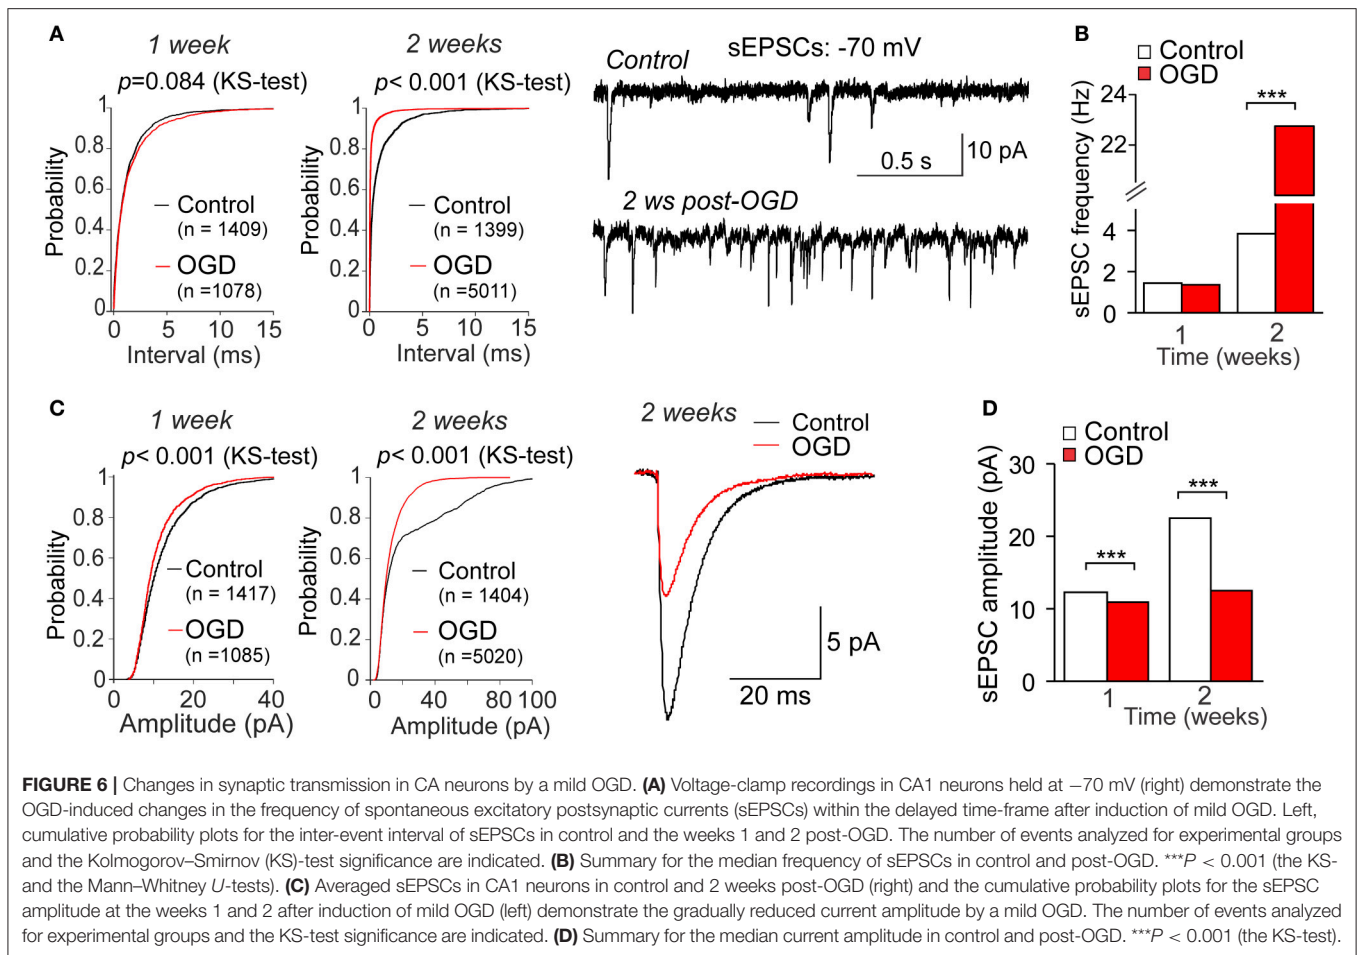 A
1 week
p=0.084 (KS-test)
1
0.8
0.6
0.4
0.2
0
Probability
Control
(n = 1409)
OGD
(n =1078)
0 5 10 15
Interval (ms)
2 weeks
p< 0.001 (KS-test)
1
0.8
0.6
0.4
0.2
0
Probability
Control
(n = 1399)
OGD
(n =5011)
0 5 10 15
Interval (ms)
sEPSCs: -70 mV
Control
0.5 s
10 pA
2 ws post-OGD
B
Control
OGD
24
22
4
2
0
sEPSC frequency (Hz)
***
1 2
Time (weeks)
C
1 week
p< 0.001 (KS-test)
1
0.8
0.6
0.4
0.2
0
Probability
Control
(n = 1417)
OGD
(n =1085)
0 20 40
Amplitude (pA)
2 weeks
p< 0.001 (KS-test)
1
0.8
0.6
0.4
0.2
0
Probability
Control
(n = 1404)
OGD
(n =5020)
0 40 80 100
Amplitude (pA)
2 weeks
Control
OGD
5 pA
20 ms
D
Control
OGD
30
20
10
0
sEPSC amplitude (pA)
***
***
1 2
Time (weeks)
FIGURE 6 | Changes in synaptic transmission in CA neurons by a mild OGD. (A) Voltage-clamp recordings in CA1 neurons held at −70 mV (right) demonstrate the
OGD-induced changes in the frequency of spontaneous excitatory postsynaptic currents (sEPSCs) within the delayed time-frame after induction of mild OGD. Left,
cumulative probability plots for the inter-event interval of sEPSCs in control and the weeks 1 and 2 post-OGD. The number of events analyzed for experimental groups
and the Kolmogorov–Smirnov (KS)-test significance are indicated. (B) Summary for the median frequency of sEPSCs in control and post-OGD. ***P < 0.001 (the KS-
and the Mann–Whitney U-tests). (C) Averaged sEPSCs in CA1 neurons in control and 2 weeks post-OGD (right) and the cumulative probability plots for the sEPSC
amplitude at the weeks 1 and 2 after induction of mild OGD (left) demonstrate the gradually reduced current amplitude by a mild OGD. The number of events analyzed
for experimental groups and the KS-test significance are indicated. (D) Summary for the median current amplitude in control and post-OGD. ***P < 0.001 (the KS-test).